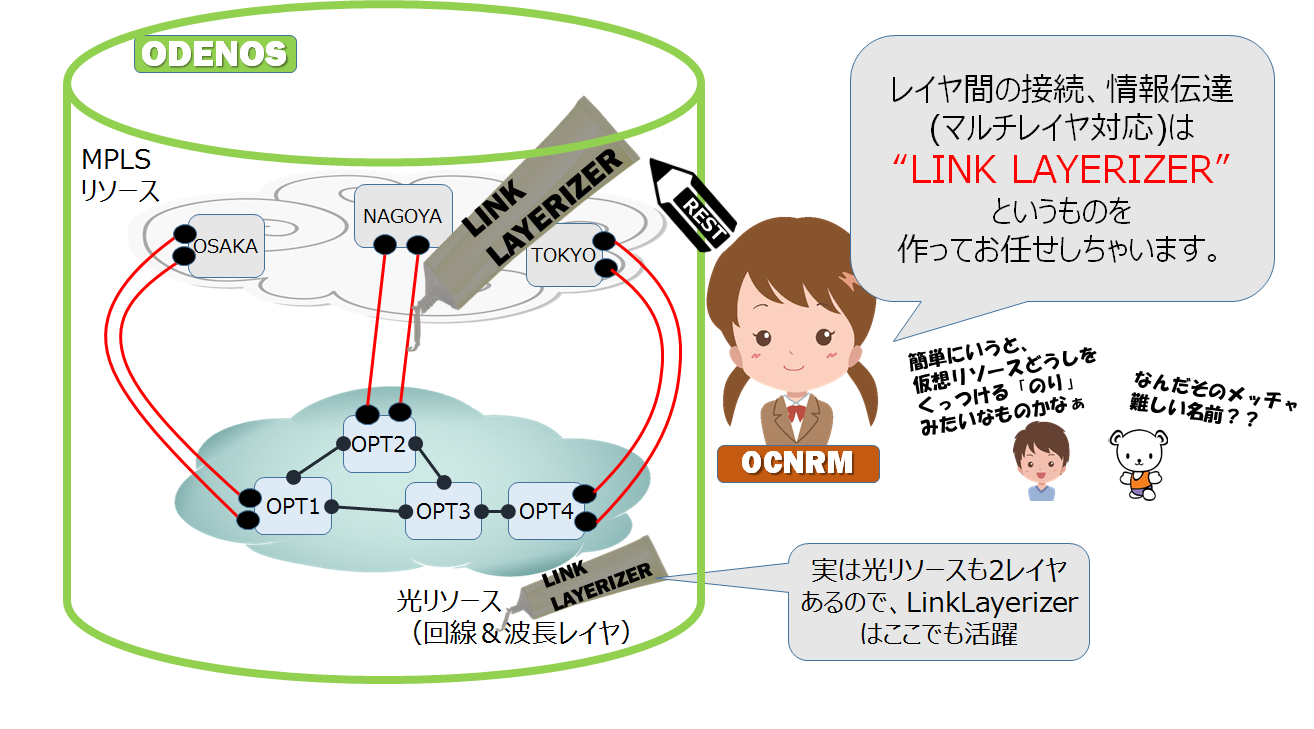 ODENOS
MPLS
リソース
OSAKA
NAGOYA
TOKYO
LINK
LAYERIZER
REST
レイヤ間の接続、情報伝達
(マルチレイヤ対応)は
“LINK LAYERIZER”
というものを
作ってお任せしちゃいます。
OCNRM
簡単にいうと、
仮想リソースどうしを
くっつける「のり」
みたいなものかなぁ
なんだそのメッチャ
難しい名前？？
OPT2
OPT1
OPT3
OPT4
LINK
LAYERIZER
光リソース
（回線＆波長レイヤ）
実は光リソースも2レイヤ
あるので、LinkLayerizer
はここでも活躍